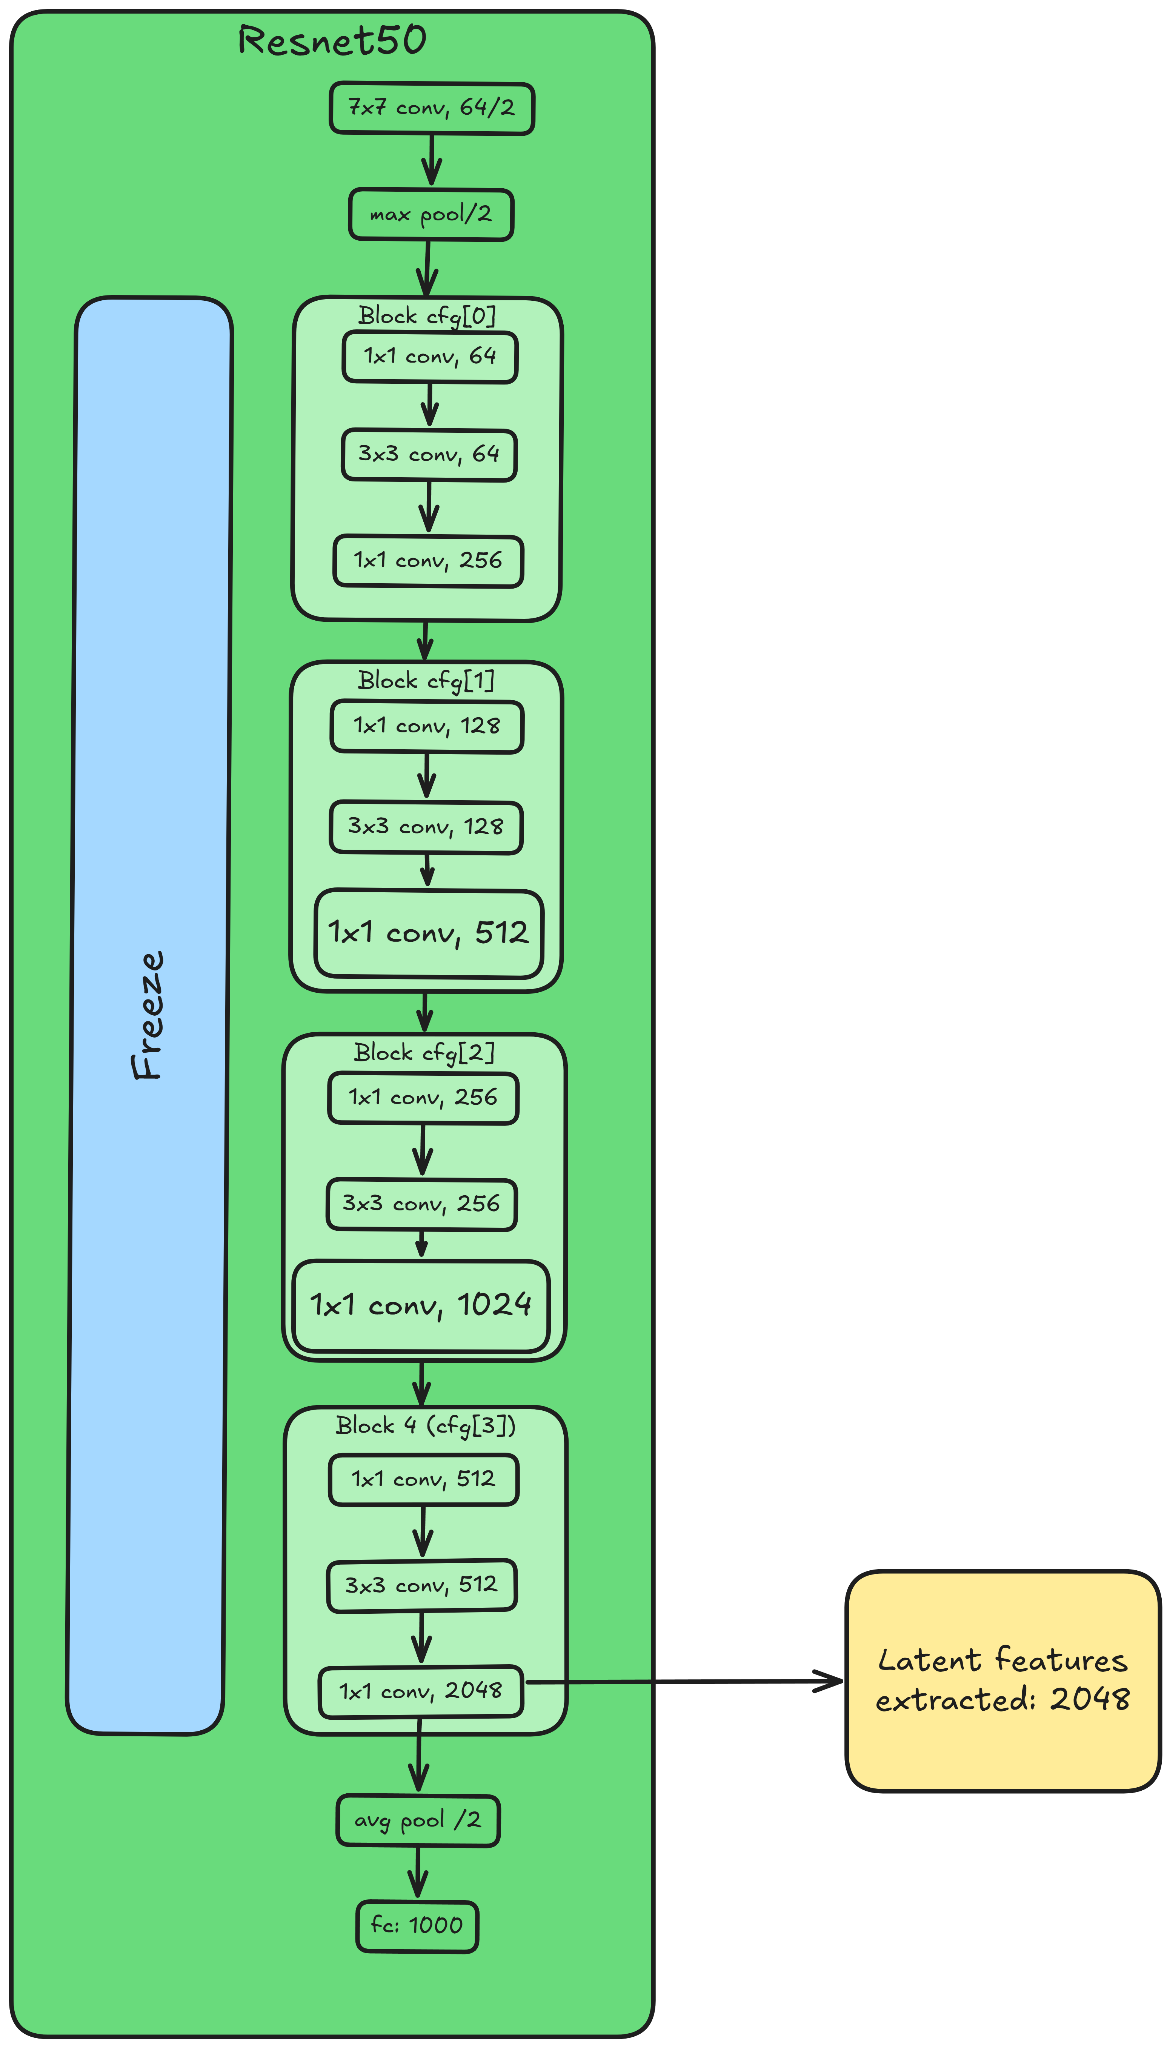 Resnet50
7x7 conv, 64/2
max pool/2
Block cfg[0]
1x1 conv, 64
3x3 conv, 64
1x1 conv, 256
Block cfg[1]
1x1 conv, 128
3x3 conv, 128
1x1 conv, 512
Freeze
Block cfg[2]
1x1 conv, 256
3x3 conv, 256
1x1 conv, 1024
Block 4 (cfg[3])
1x1 conv, 512
3x3 conv, 512
1x1 conv, 2048
Latent features
extracted: 2048
avg pool /2
fc: 1000